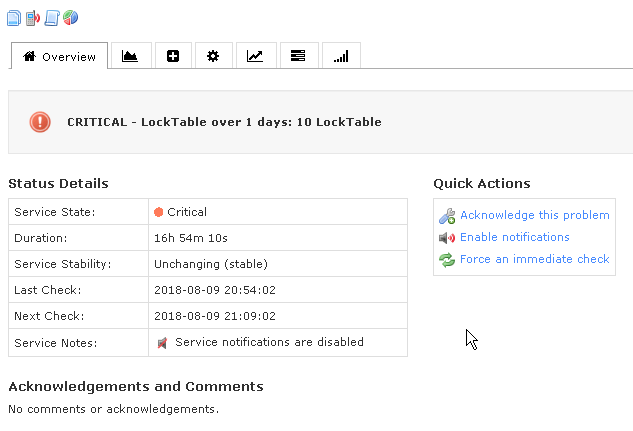 Overview
CRITICAL - LockTable over 1 days: 10 LockTable
Status Details
Service State: Critical
Duration: 16h 54m 10s
Service Stability: Unchanging (stable)
Last Check: 2018-08-09 20:54:02
Next Check: 2018-08-09 21:09:02
Service Notes: Service notifications are disabled
Quick Actions
Acknowledge this problem
Enable notifications
Force an immediate check
Acknowledgements and Comments
No comments or acknowledgements.